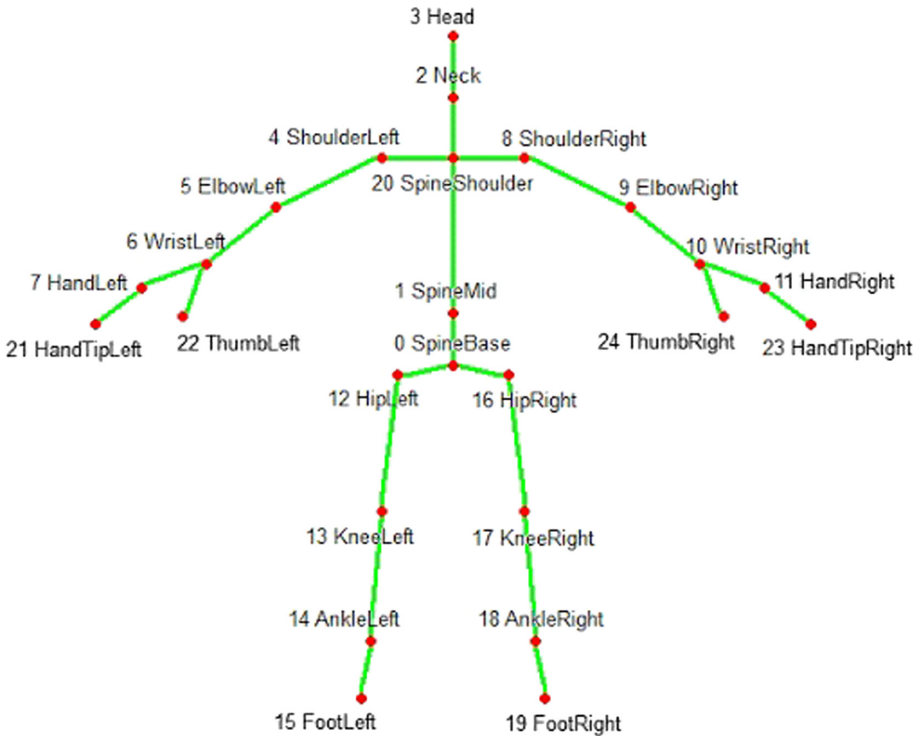 3 Head
2 Neck
4 ShoulderLeft
8 ShoulderRight
20 SpineShoulder
5 ElbowLeft
9 ElbowRight
6 WristLeft
10 WristRight
7 HandLeft
11 HandRight
1 SpineMid
21 HandTipLeft
22 ThumbLeft
0 SpineBase
24 ThumbRight
23 HandTipRight
12 HipLeft
16 HipRight
13 KneeLeft
17 KneeRight
14 AnkleLeft
18 AnkleRight
15 FootLeft
19 FootRight